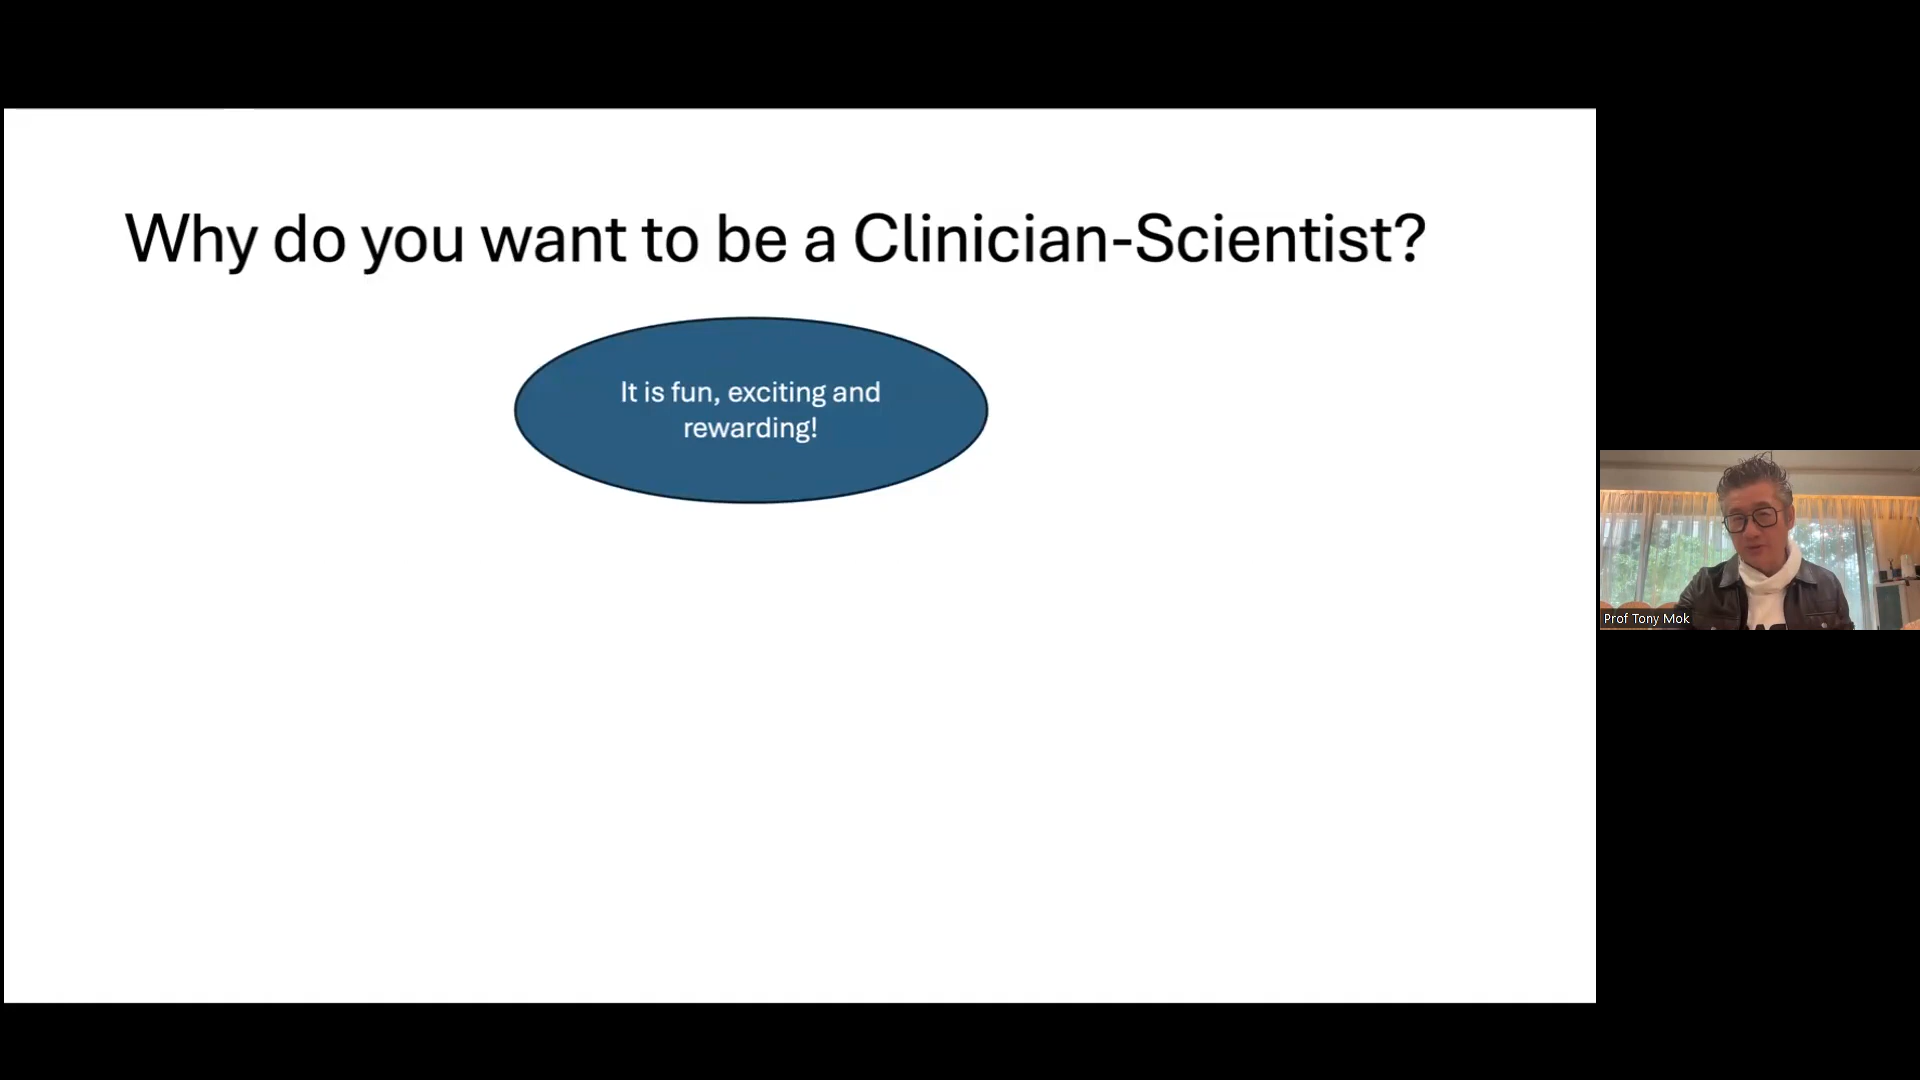 Why do you want to be a Clinician-Scientist?
It is fun, exciting and
rewarding!
Prof Tony Mok